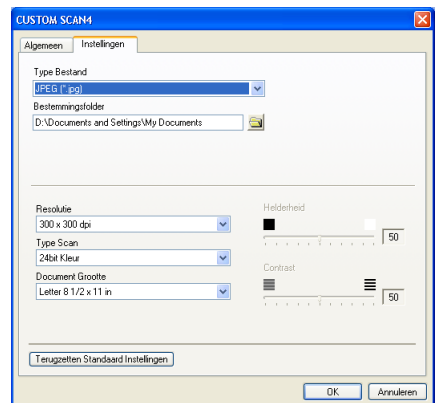 CUSTOM SCAN4
Algemeen
Instellingen
Type Bestand
JPEG (*.jpg)
Bestemmingsfolder
D:\Documents and Settings\My Documents
Resolutie
300 x 300 dpi
Type Scan
24bit Kleur
Document Grootte
Letter 8 1/2 x 11 in
Helderheid
50
Contrast
50
Terugzetten Standaard Instellingen
OK
Annuleren